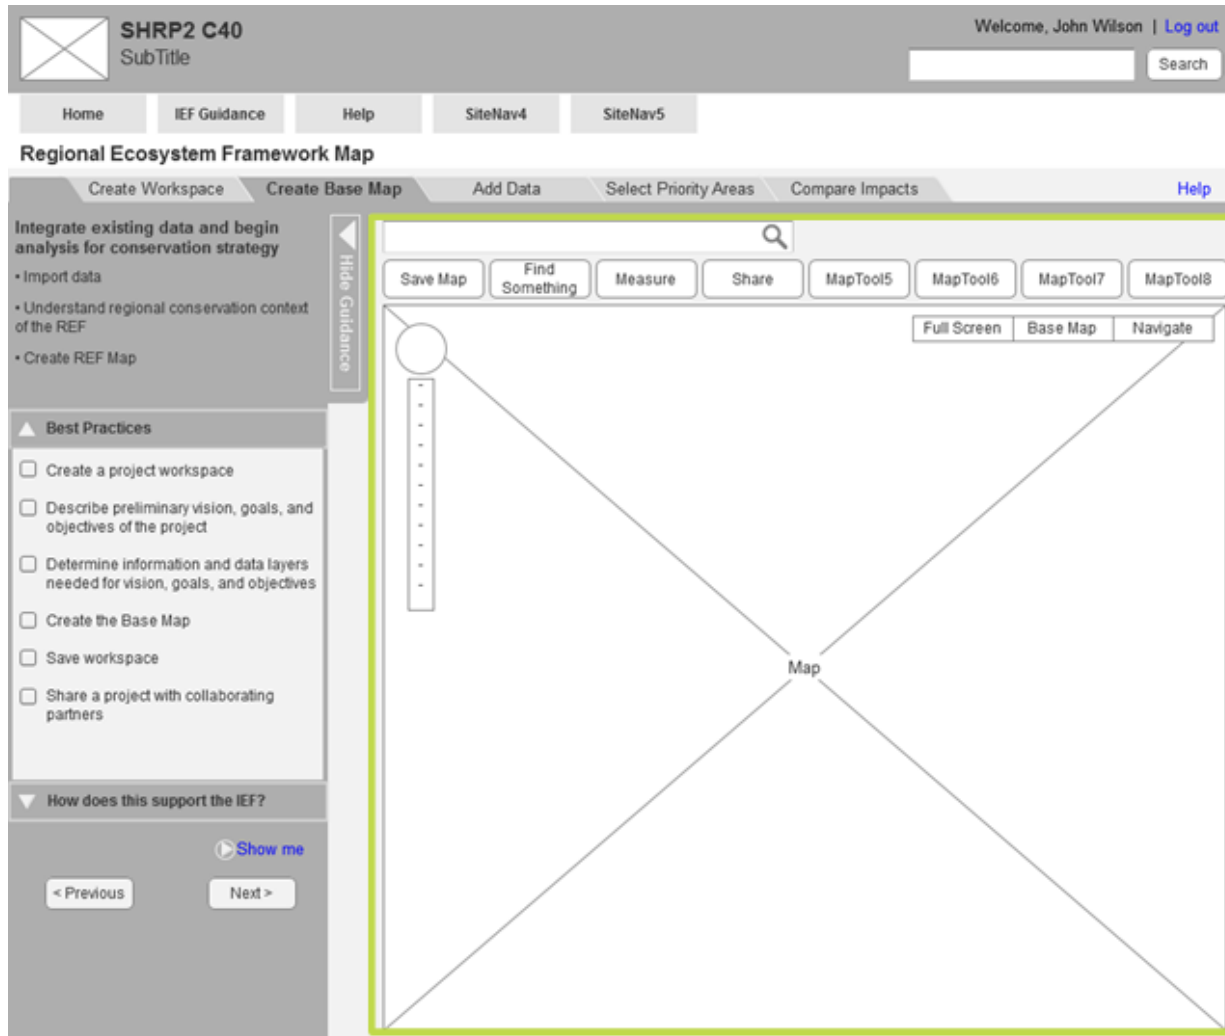 SHRP2 C40
SubTitle
Welcome, John Wilson | Log out
Search
Home
IEF Guidance
Help
SiteNav4
SiteNav5
Regional Ecosystem Framework Map
Create Workspace
Create Base Map
Add Data
Select Priority Areas
Compare Impacts
Help
Integrate existing data and begin
analysis for conservation strategy
• Import data
• Understand regional conservation context
of the REF
• Create REF Map
Hide Guidance
Best Practices
Create a project workspace
Describe preliminary vision, goals, and
objectives of the project
Determine information and data layers
needed for vision, goals, and objectives
Create the Base Map
Save workspace
Share a project with collaborating
partners
How does this support the IEF?
Show me
< Previous
Next >
Save Map
Find
Something
Measure
Share
MapTool5
MapTool6
MapTool7
MapTool8
Full Screen
Base Map
Navigate
Map